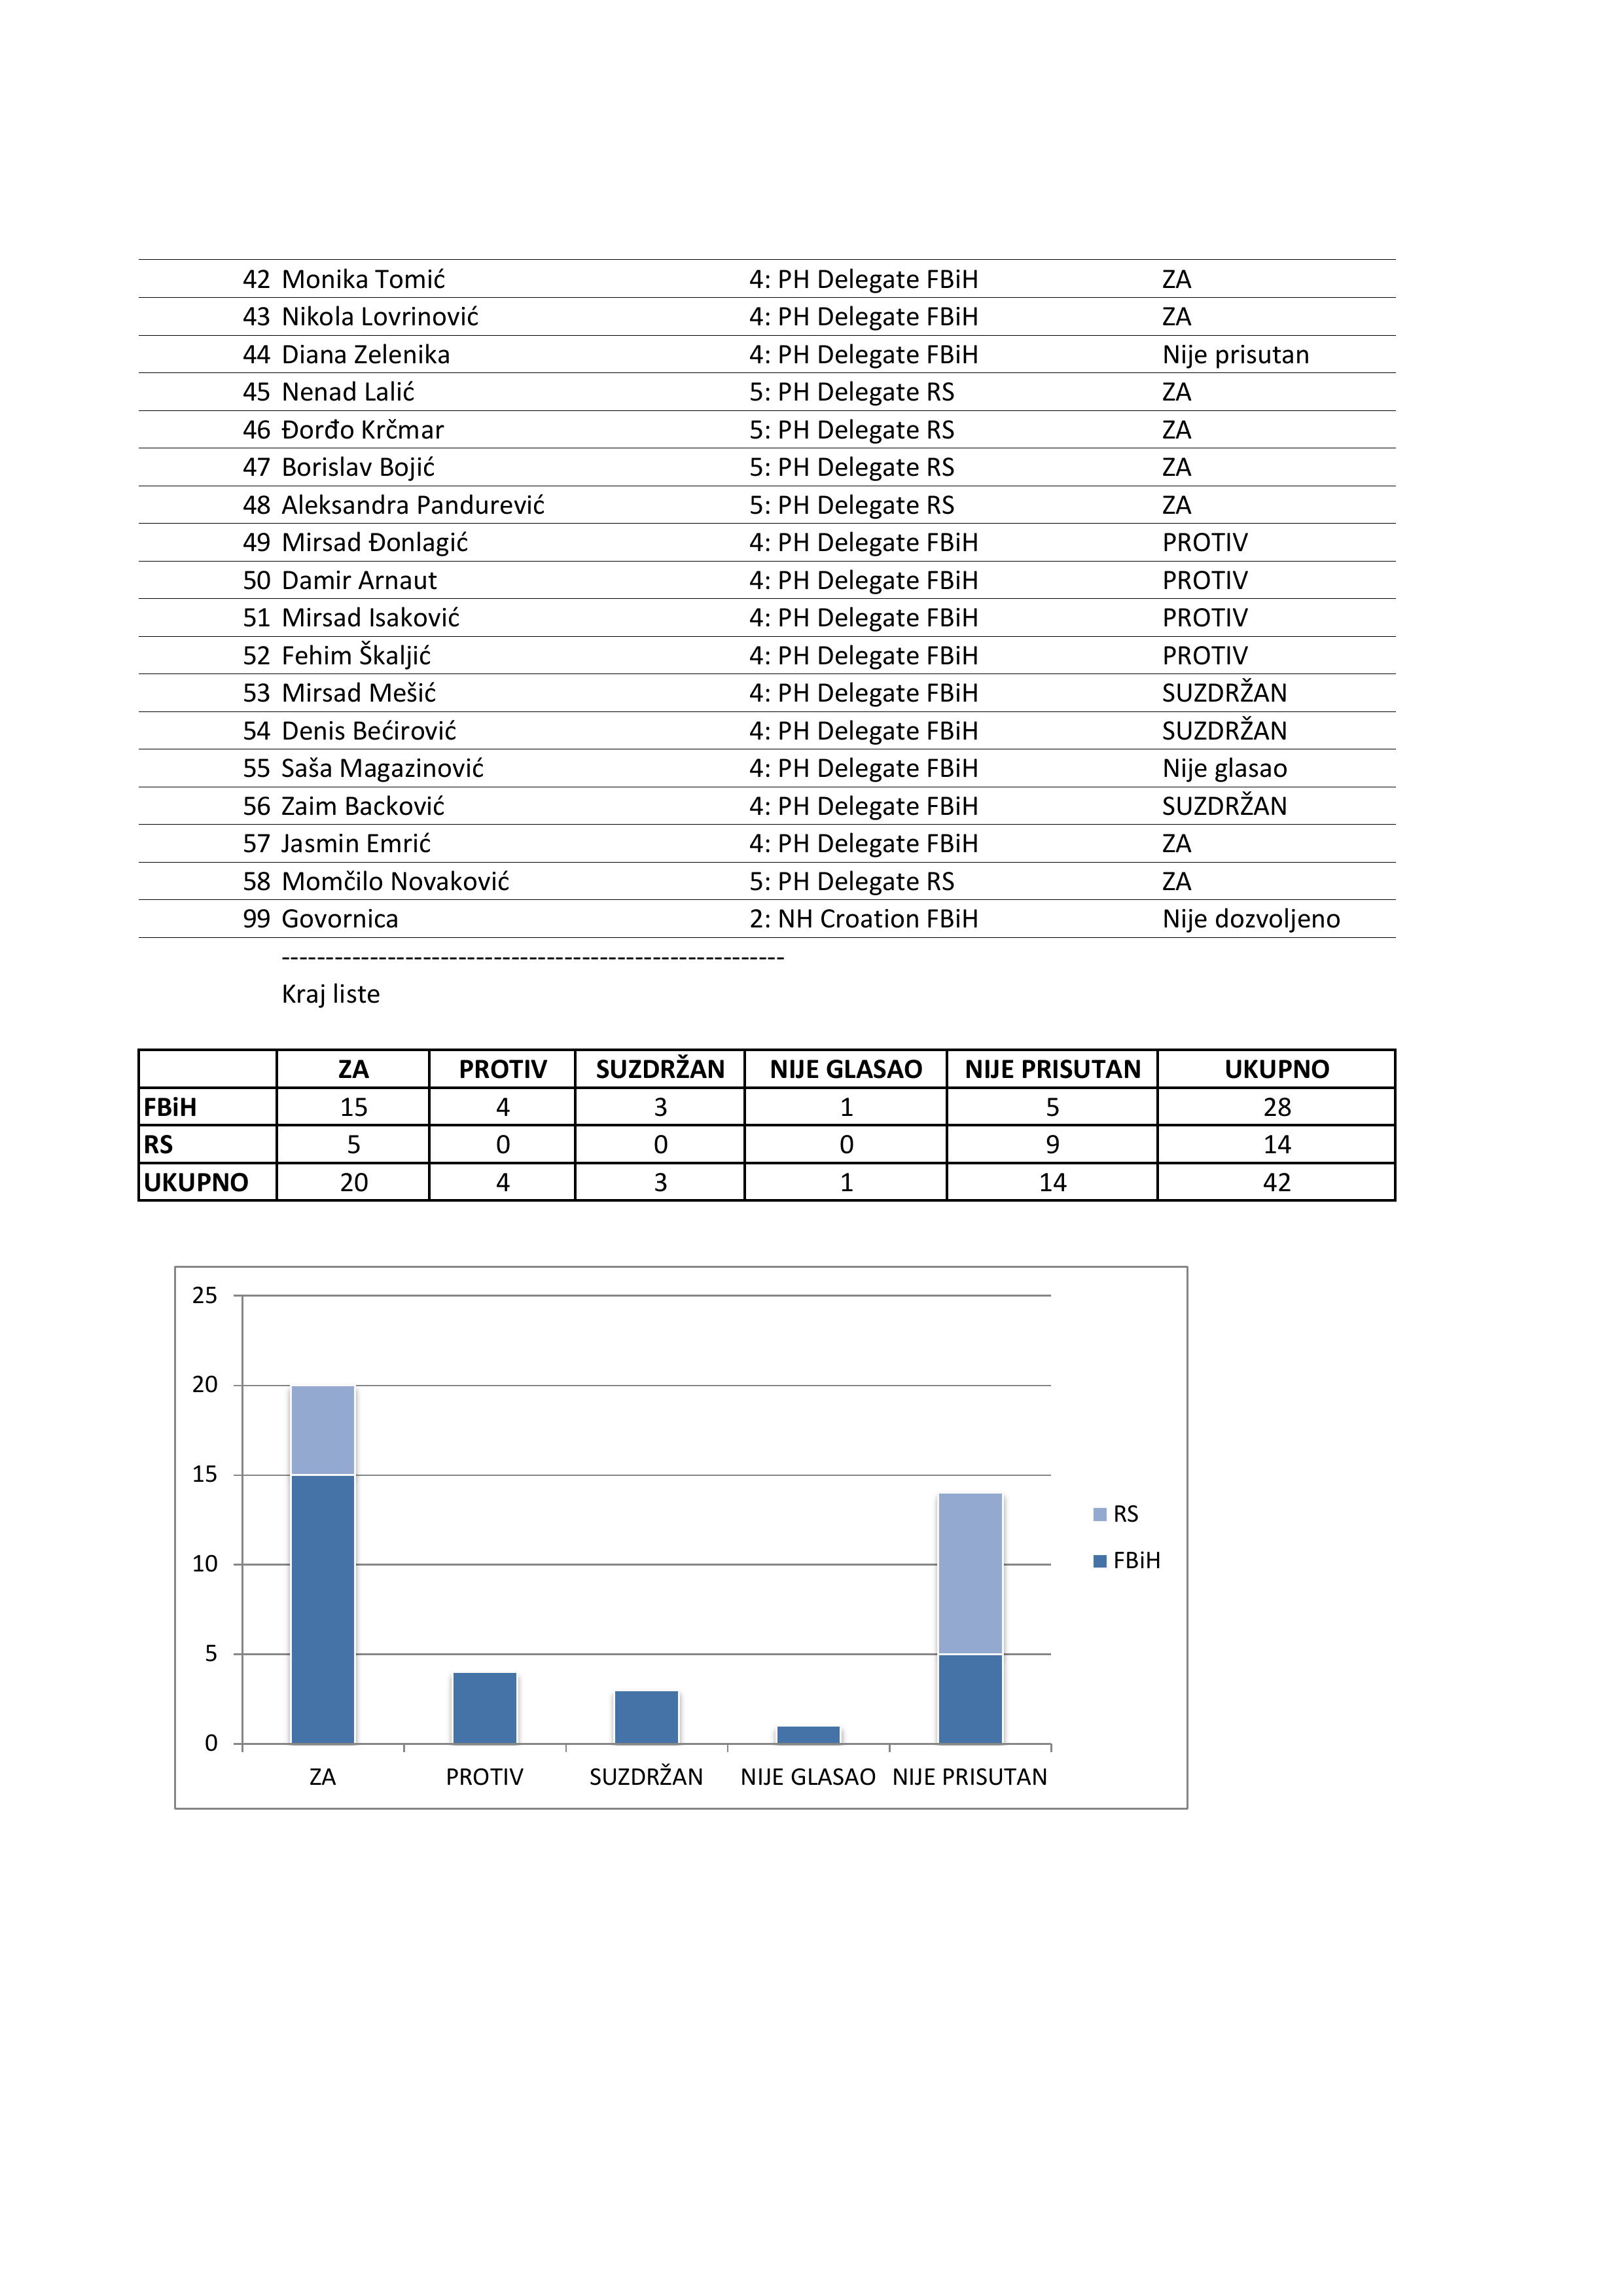 42 Monika Tomić 4: PH Delegate FBiH ZA
43 Nikola Lovrinović 4: PH Delegate FBiH ZA
44 Diana Zelenika 4: PH Delegate FBiH Nije prisutan
45 Nenad Lalić 5: PH Delegate RS ZA
46 Đorđo Krčmar 5: PH Delegate RS ZA
47 Borislav Bojić 5: PH Delegate RS ZA
48 Aleksandra Pandurević 5: PH Delegate RS ZA
49 Mirsad Đonlagić 4: PH Delegate FBiH PROTIV
50 Damir Arnaut 4: PH Delegate FBiH PROTIV
51 Mirsad Isaković 4: PH Delegate FBiH PROTIV
52 Fehim Škaljić 4: PH Delegate FBiH PROTIV
53 Mirsad Mešić 4: PH Delegate FBiH SUZDRŽAN
54 Denis Bećirović 4: PH Delegate FBiH SUZDRŽAN
55 Saša Magazinović 4: PH Delegate FBiH Nije glasao
56 Zaim Backović 4: PH Delegate FBiH SUZDRŽAN
57 Jasmin Emrić 4: PH Delegate FBiH ZA
58 Momčilo Novaković 5: PH Delegate RS ZA
99 Govornica 2: NH Croation FBiH Nije dozvoljeno
---------------------------------------------------------
Kraj liste
ZA PROTIV SUZDRŽAN NIJE GLASAO NIJE PRISUTAN UKUPNO
FBiH 15 4 3 1 5 28
RS 5 0 0 0 9 14
UKUPNO 20 4 3 1 14 42
25
20
15
10
5
0
ZA PROTIV SUZDRŽAN NIJE GLASAO NIJE PRISUTAN
RS
FBiH